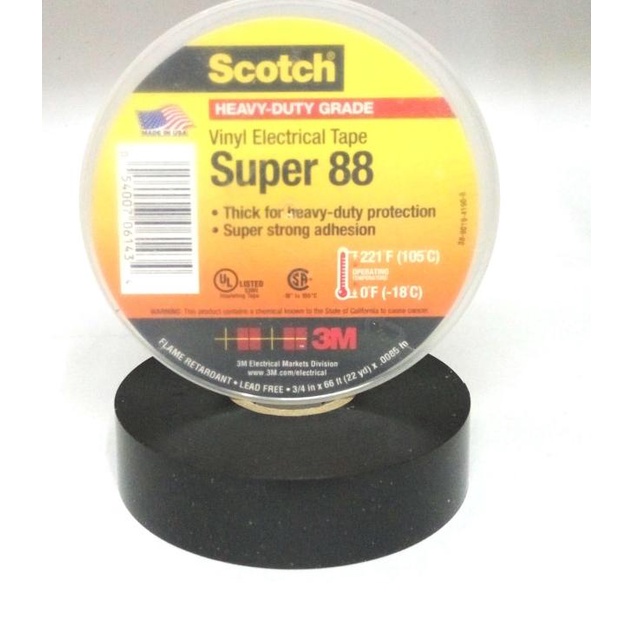 Scotch®
HEAVY-DUTY GRADE
MADE IN USA
Vinyl Electrical Tape
Super 88
• Thick for heavy-duty protection
• Super strong adhesion
221 F (105°C)
OPERATING
TEMPERATURE
0°F (-18°C)
UL LISTED
Insulating Tape
WARNING: This product contains a chemical known to the State of California to cause cancer.
3M
3M Electrical Markets Division
www.3M.com/electrical
FLAME RETARDANT • LEAD FREE • 3/4 in x 66 ft (22 yd) x .0085 in